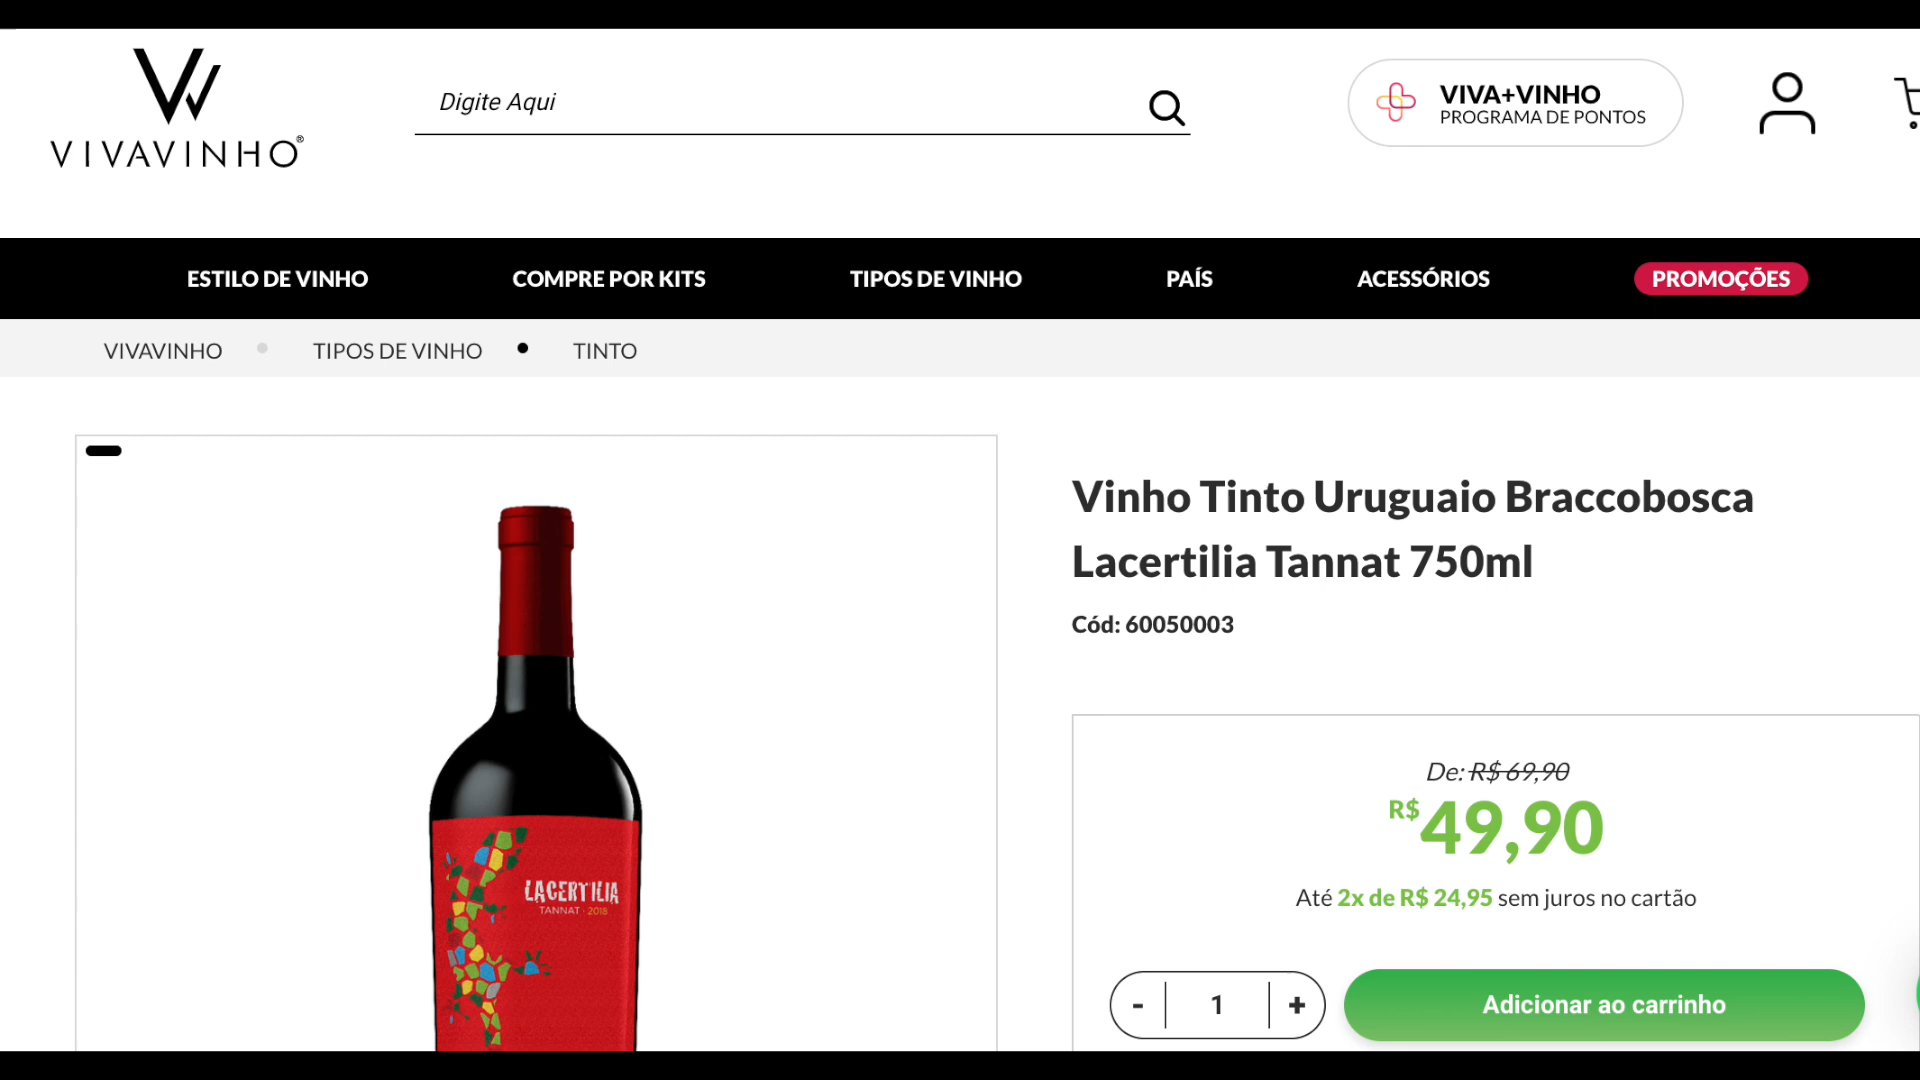 VIVAVINHO®
Digite Aqui
VIVA+VINHO
PROGRAMA DE PONTOS
ESTILO DE VINHO
COMPRE POR KITS
TIPOS DE VINHO
PAÍS
ACESSÓRIOS
PROMOÇÕES
VIVAVINHO
TIPOS DE VINHO
TINTO
LACERTILIA
TANNAT · 2018
Vinho Tinto Uruguaio Braccobosca
Lacertilia Tannat 750ml
Cód: 60050003
De: R$ 69,90
R$ 49,90
Até 2x de R$ 24,95 sem juros no cartão
- 1 +
Adicionar ao carrinho